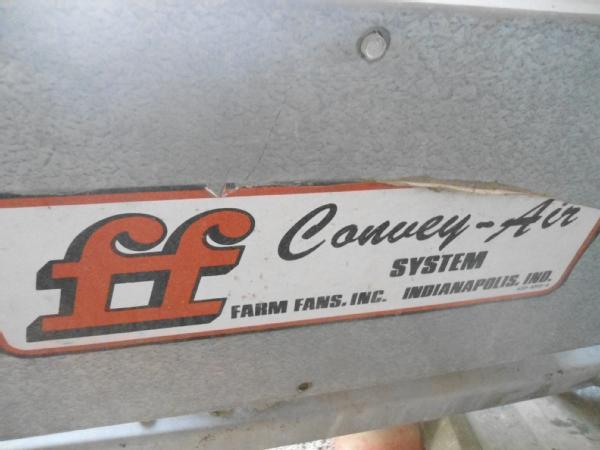 ff
Convey-Air
SYSTEM
FARM FANS, INC. INDIANAPOLIS, IND.